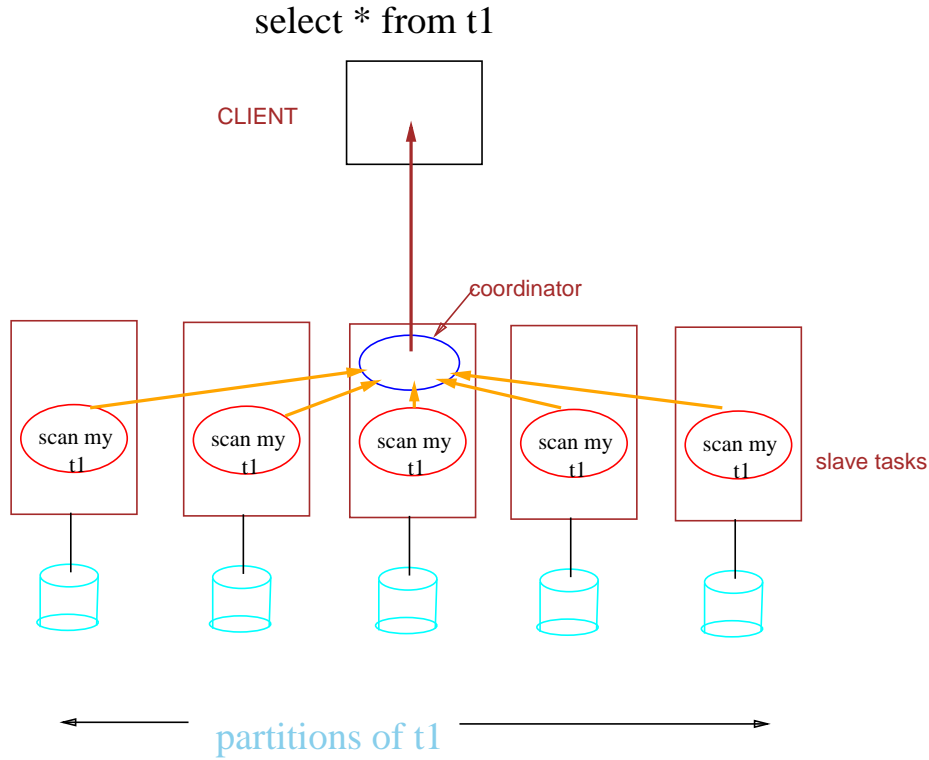 select * from t1
CLIENT
coordinator
scan my
t1
scan my
t1
scan my
t1
scan my
t1
scan my
t1
slave tasks
partitions of t1